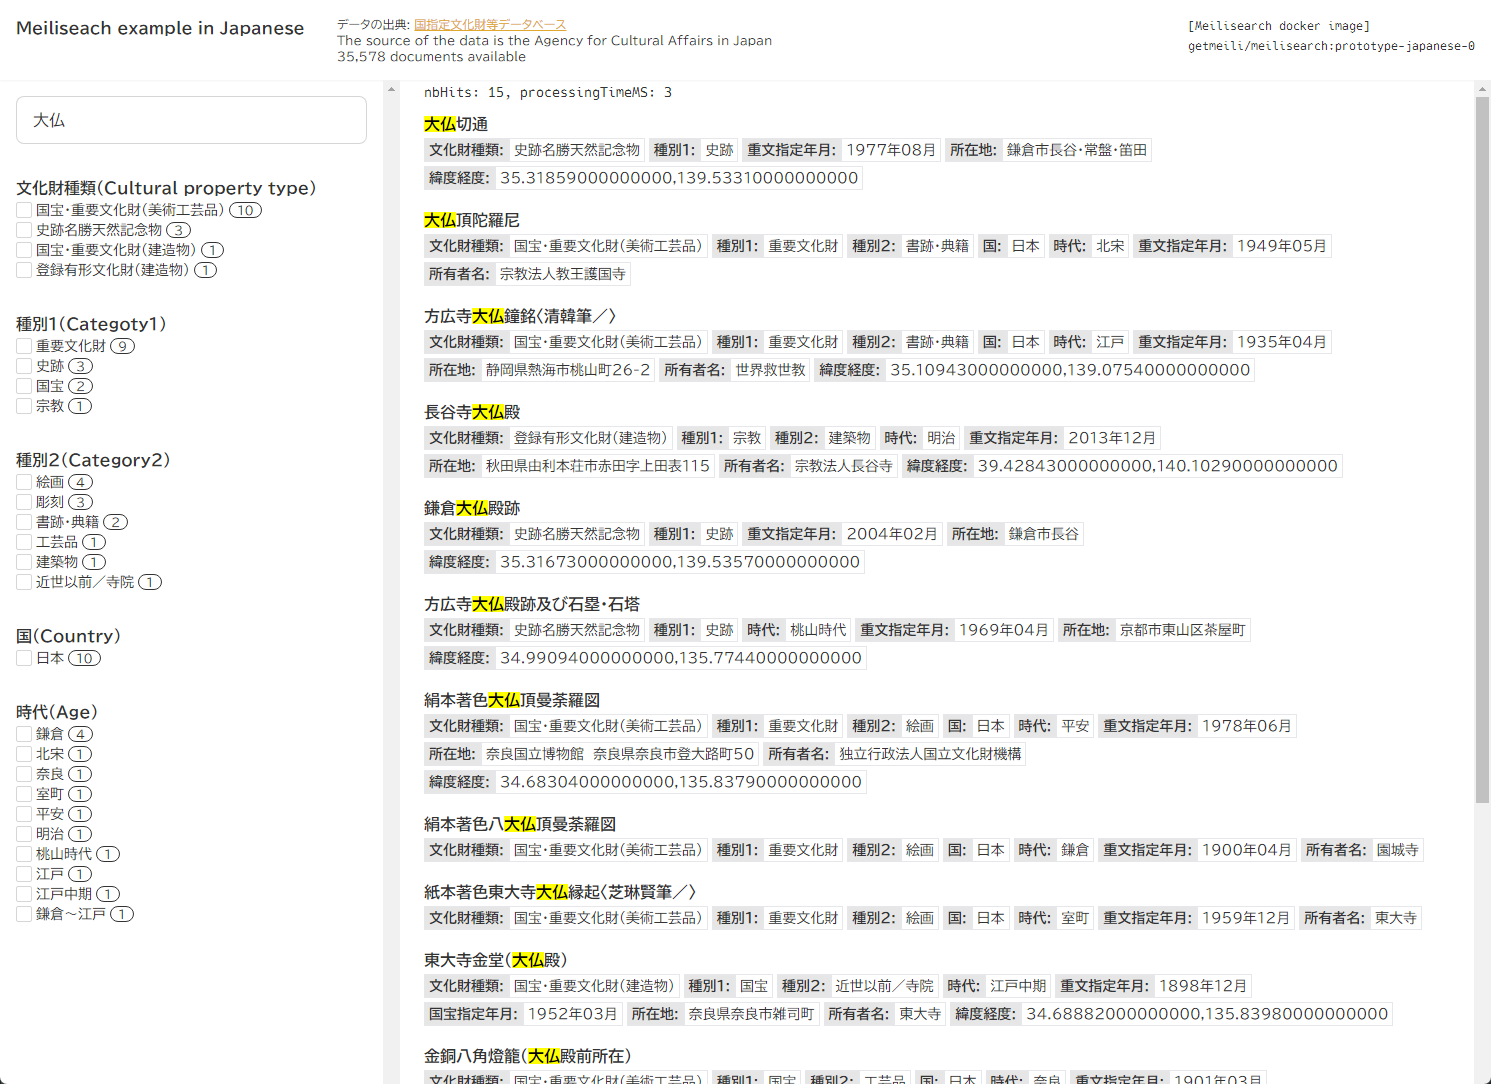 Meiliseach example in Japanese
データの出典: 国指定文化財等データベース
The source of the data is the Agency for Cultural Affairs in Japan
35,578 documents available
[Meilisearch docker image]
getmeili/meilisearch:prototype-japanese-0
大仏
文化財種類(Cultural property type)
国宝・重要文化財(美術工芸品) 10
史跡名勝天然記念物 3
国宝・重要文化財(建造物) 1
登録有形文化財(建造物) 1
種別1(Categoty1)
重要文化財 9
史跡 3
国宝 2
宗教 1
種別2(Category2)
絵画 4
彫刻 3
書跡・典籍 2
工芸品 1
建築物 1
近世以前／寺院 1
国(Country)
日本 10
時代(Age)
鎌倉 4
北宋 1
奈良 1
室町 1
平安 1
明治 1
桃山時代 1
江戸 1
江戸中期 1
鎌倉～江戸 1
nbHits: 15, processingTimeMS: 3
大仏切通
文化財種類: 史跡名勝天然記念物 種別1: 史跡 重文指定年月: 1977年08月 所在地: 鎌倉市長谷・常盤・笛田
緯度経度: 35.31859000000000,139.53310000000000
大仏頂陀羅尼
文化財種類: 国宝・重要文化財(美術工芸品) 種別1: 重要文化財 種別2: 書跡・典籍 国: 日本 時代: 北宋 重文指定年月: 1949年05月
所有者名: 宗教法人教王護国寺
方広寺大仏鐘銘〈清韓筆／〉
文化財種類: 国宝・重要文化財(美術工芸品) 種別1: 重要文化財 種別2: 書跡・典籍 国: 日本 時代: 江戸 重文指定年月: 1935年04月
所在地: 静岡県熱海市桃山町26-2 所有者名: 世界救世教 緯度経度: 35.10943000000000,139.07540000000000
長谷寺大仏殿
文化財種類: 登録有形文化財(建造物) 種別1: 宗教 種別2: 建築物 時代: 明治 重文指定年月: 2013年12月
所在地: 秋田県由利本荘市赤田字上田表115 所有者名: 宗教法人長谷寺 緯度経度: 39.42843000000000,140.10290000000000
鎌倉大仏殿跡
文化財種類: 史跡名勝天然記念物 種別1: 史跡 重文指定年月: 2004年02月 所在地: 鎌倉市長谷
緯度経度: 35.31673000000000,139.53570000000000
方広寺大仏殿跡及び石塁・石塔
文化財種類: 史跡名勝天然記念物 種別1: 史跡 時代: 桃山時代 重文指定年月: 1969年04月 所在地: 京都市東山区茶屋町
緯度経度: 34.99094000000000,135.77440000000000
絹本著色大仏頂曼荼羅図
文化財種類: 国宝・重要文化財(美術工芸品) 種別1: 重要文化財 種別2: 絵画 国: 日本 時代: 平安 重文指定年月: 1978年06月
所在地: 奈良国立博物館 奈良県奈良市登大路町50 所有者名: 独立行政法人国立文化財機構
緯度経度: 34.68304000000000,135.83790000000000
絹本著色八大仏頂曼荼羅図
文化財種類: 国宝・重要文化財(美術工芸品) 種別1: 重要文化財 種別2: 絵画 国: 日本 時代: 鎌倉 重文指定年月: 1900年04月 所有者名: 園城寺
紙本著色東大寺大仏縁起〈芝琳賢筆／〉
文化財種類: 国宝・重要文化財(美術工芸品) 種別1: 重要文化財 種別2: 絵画 国: 日本 時代: 室町 重文指定年月: 1959年12月 所有者名: 東大寺
東大寺金堂(大仏殿)
文化財種類: 国宝・重要文化財(建造物) 種別1: 国宝 種別2: 近世以前／寺院 時代: 江戸中期 重文指定年月: 1898年12月
国宝指定年月: 1952年03月 所在地: 奈良県奈良市雑司町 所有者名: 東大寺 緯度経度: 34.68882000000000,135.83980000000000
金銅八角燈籠(大仏殿前所在)
文化財種類: 国宝・重要文化財(美術工芸品) 種別1: 国宝 種別2: 工芸品 国: 日本 時代: 奈良 重文指定年月: 1901年03月